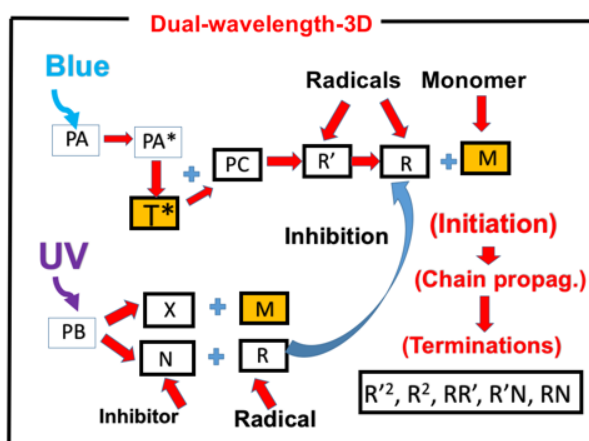 Dual-wavelength-3D
Blue
Radicals Monomer
PA PA* + PC R' R + M
T*
Inhibition
(Initiation)
UV
(Chain propag.)
X + M
PB
(Terminations)
N + R
R'², R², RR', R'N, RN
Inhibitor Radical